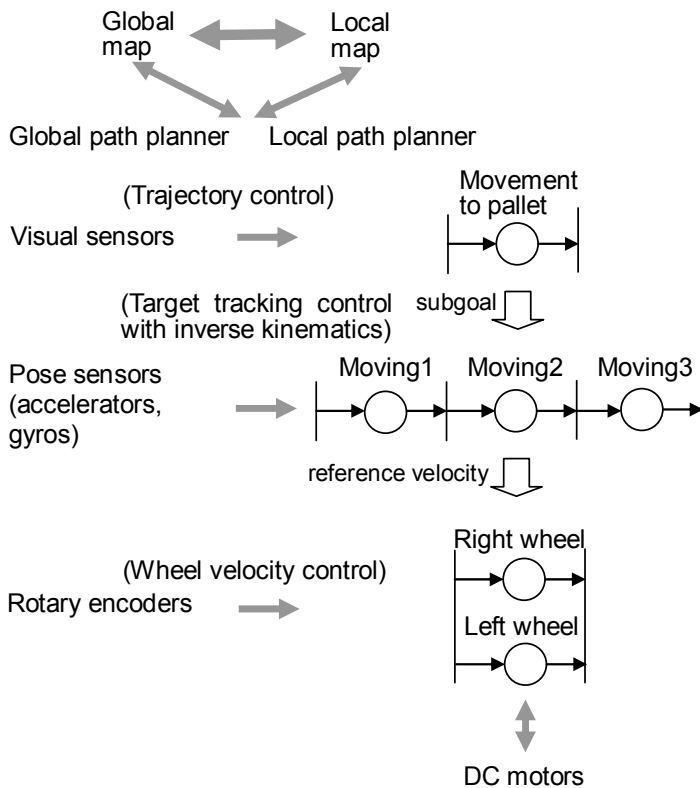 Global map
Local map
Global path planner
Local path planner
(Trajectory control)
Movement to pallet
Visual sensors
(Target tracking control
with inverse kinematics)
subgoal
Moving1
Moving2
Moving3
Pose sensors
(accelerators,
gyros)
reference velocity
Right wheel
(Wheel velocity control)
Rotary encoders
Left wheel
DC motors